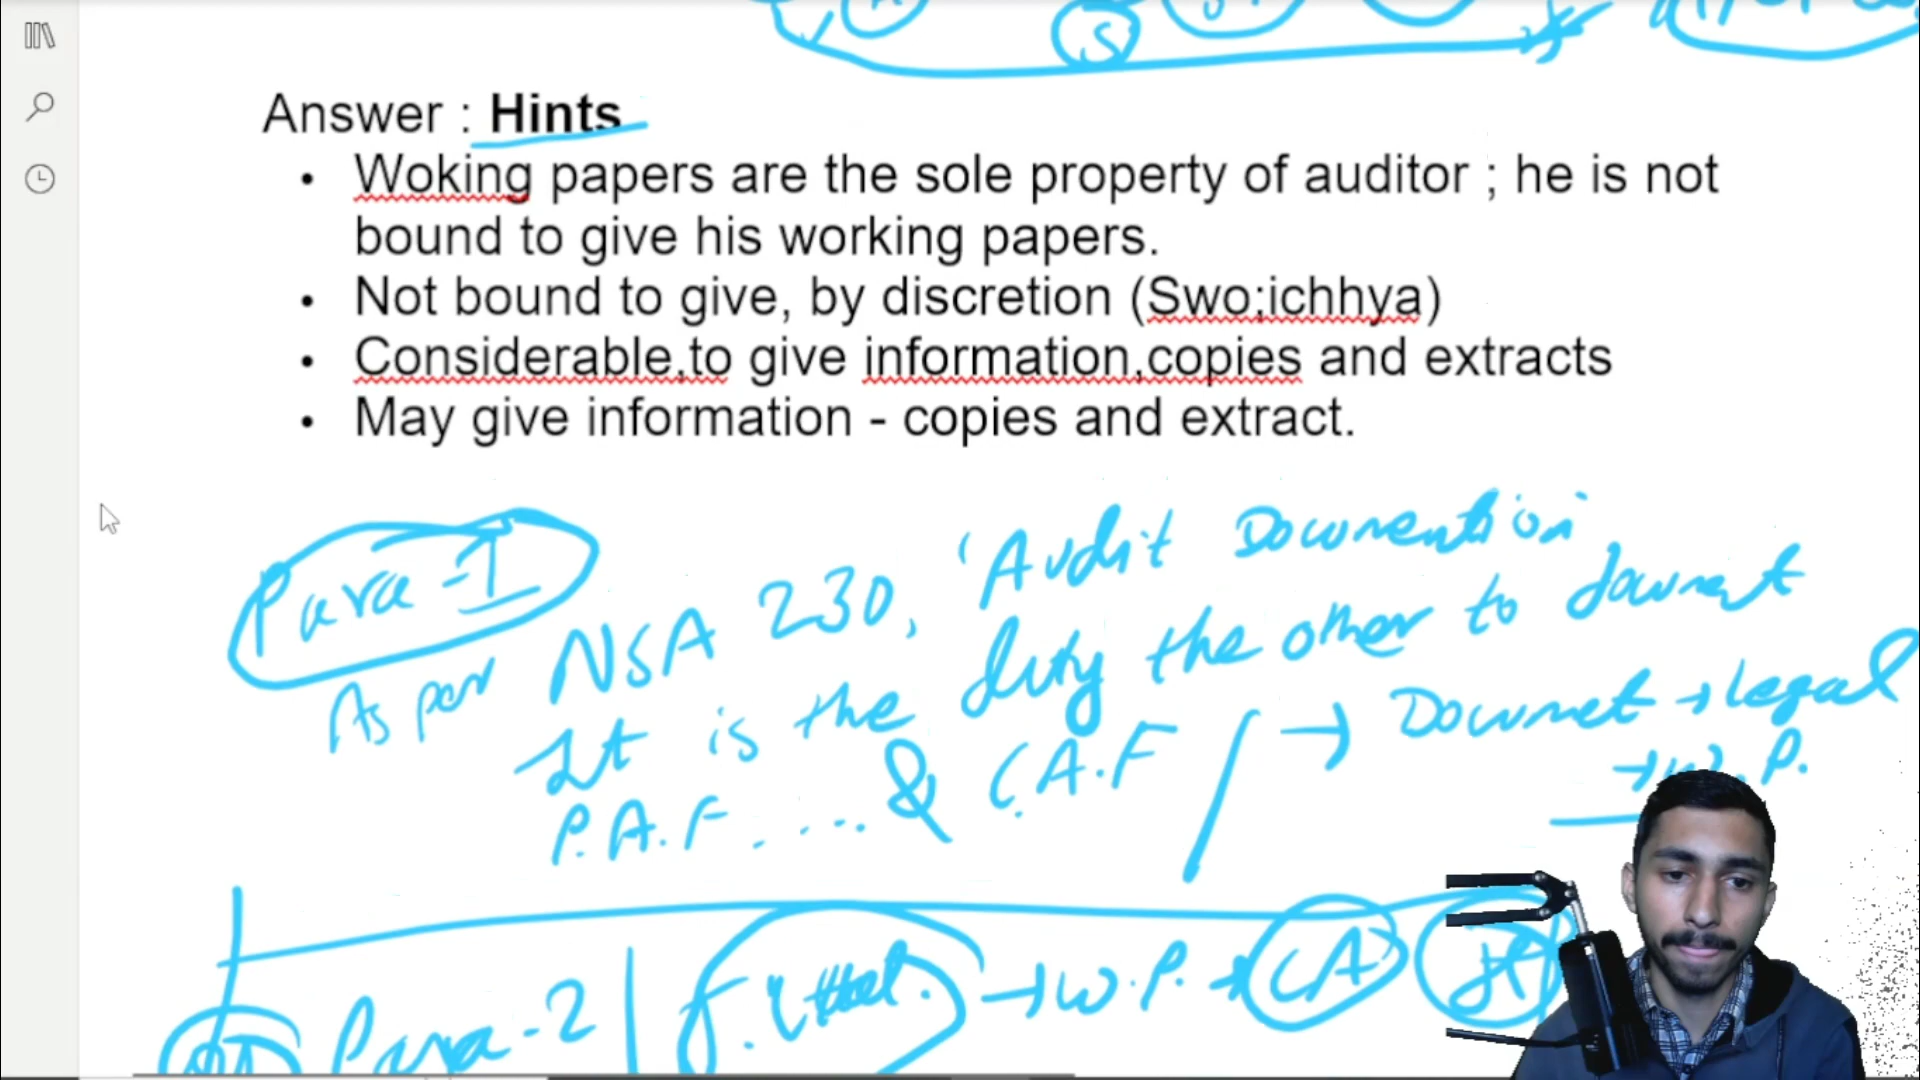 Answer : Hints
• Woking papers are the sole property of auditor ; he is not
bound to give his working papers.
• Not bound to give, by discretion (Swo;ichhya)
• Considerable,to give information,copies and extracts
• May give information - copies and extract.
Para - I
As per NSA 230, 'Audit Documention
It is the duty the other to document
P.A.F. ... & C.A.F → Documet → legal
→ W.P.
Para - 2 → W.P. → CA